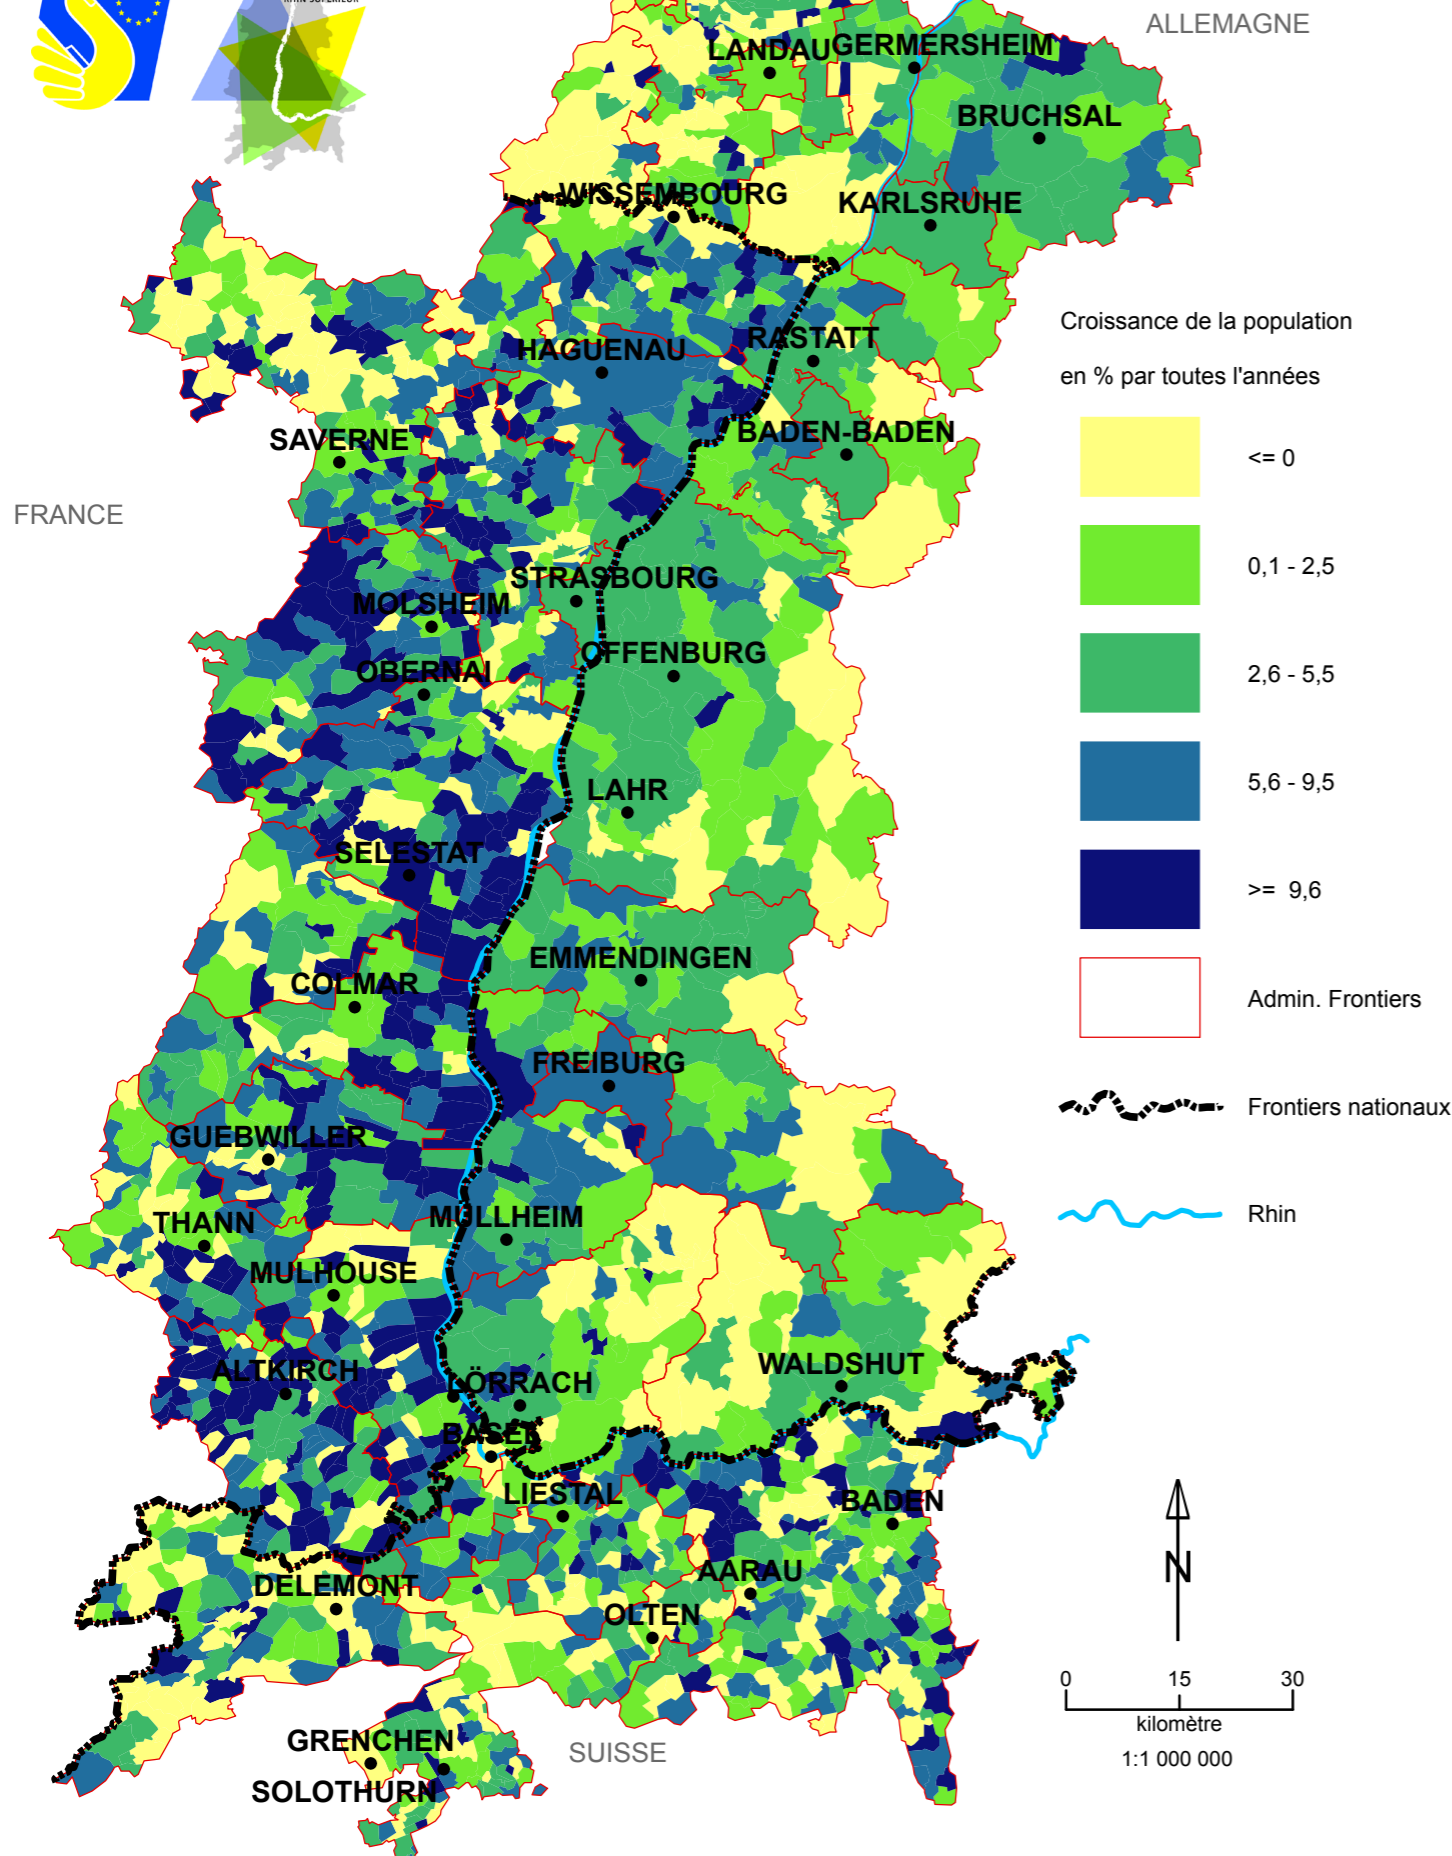 RHIN SUPERIEUR
ALLEMAGNE
LANDAU
GERMERSHEIM
BRUCHSAL
WISSEMBOURG
KARLSRUHE
Croissance de la population
en % par toutes l'années
<= 0
0,1 - 2,5
2,6 - 5,5
5,6 - 9,5
>= 9,6
Admin. Frontiers
Frontiers nationaux
Rhin
RASTATT
HAGUENAU
BADEN-BADEN
SAVERNE
FRANCE
STRASBOURG
MOLSHEIM
OFFENBURG
OBERNAI
LAHR
SELESTAT
EMMENDINGEN
COLMAR
FREIBURG
GUEBWILLER
THANN
MÜLLHEIM
MULHOUSE
WALDSHUT
ALTKIRCH
LÖRRACH
BASEL
LIESTAL
BADEN
AARAU
DELEMONT
OLTEN
N
0 15 30
kilomètre
1:1 000 000
GRENCHEN
SUISSE
SOLOTHURN